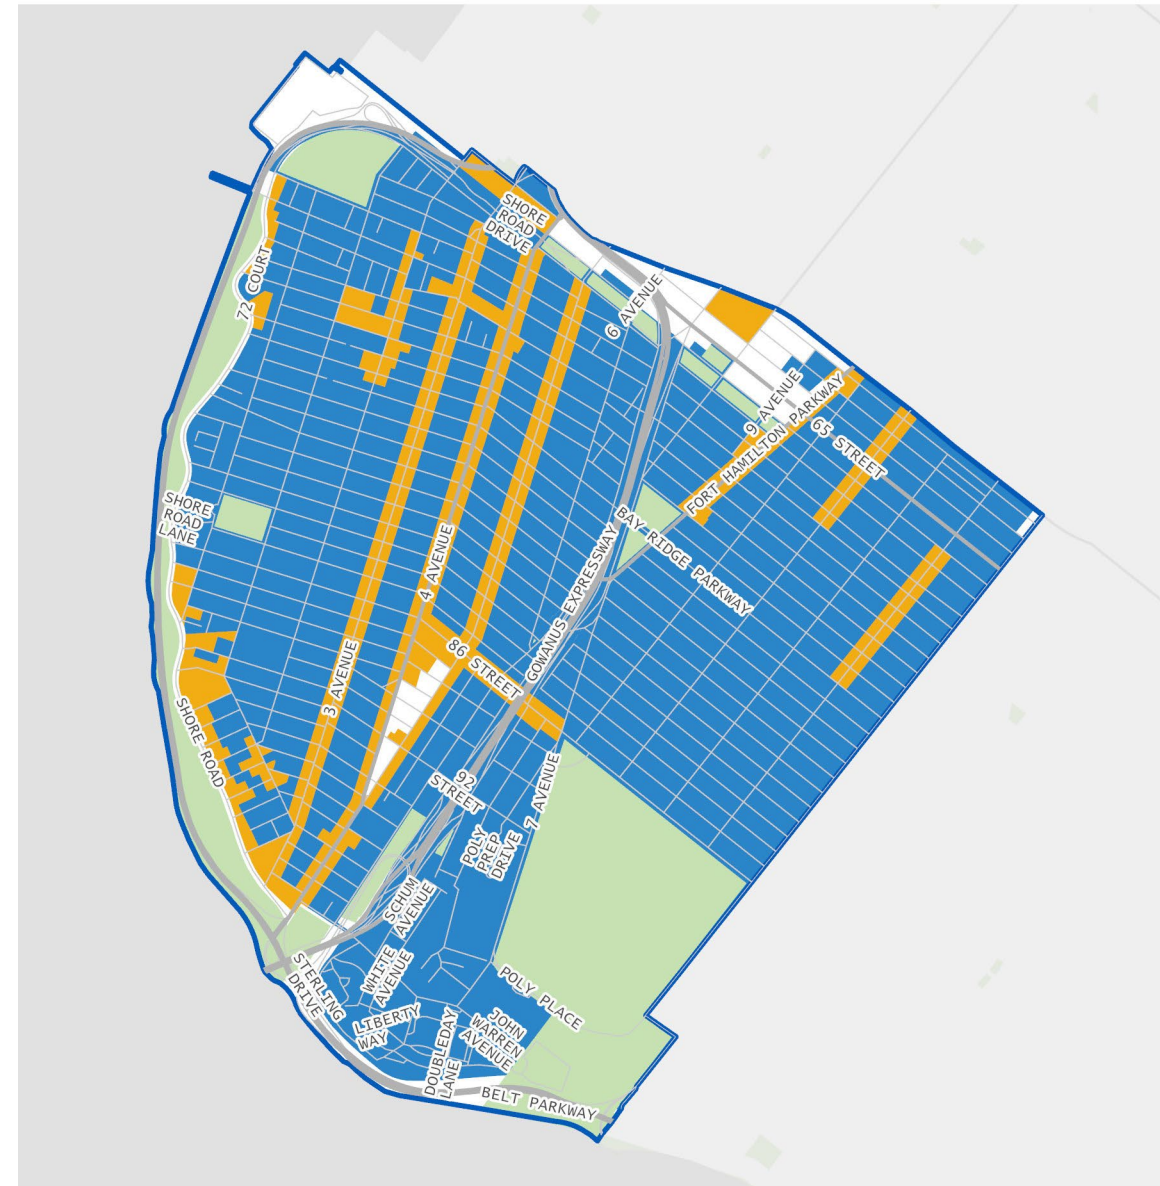 SHORE
ROAD
DRIVE
72 COURT
6 AVENUE
9 AVENUE
FORT HAMILTON PARKWAY
65 STREET
SHORE
ROAD
LANE
BAY RIDGE PARKWAY
4 AVENUE
GOWANUS EXPRESSWAY
86 STREET
3 AVENUE
SHORE ROAD
92
STREET
7 AVENUE
POLY
PREP
DRIVE
SCHUM
AVENUE
WHITE
AVENUE
STERLING
DRIVE
POLY PLACE
LIBERTY
WAY
JOHN
WARREN
AVENUE
DOUBLEDAY
LANE
BELT PARKWAY